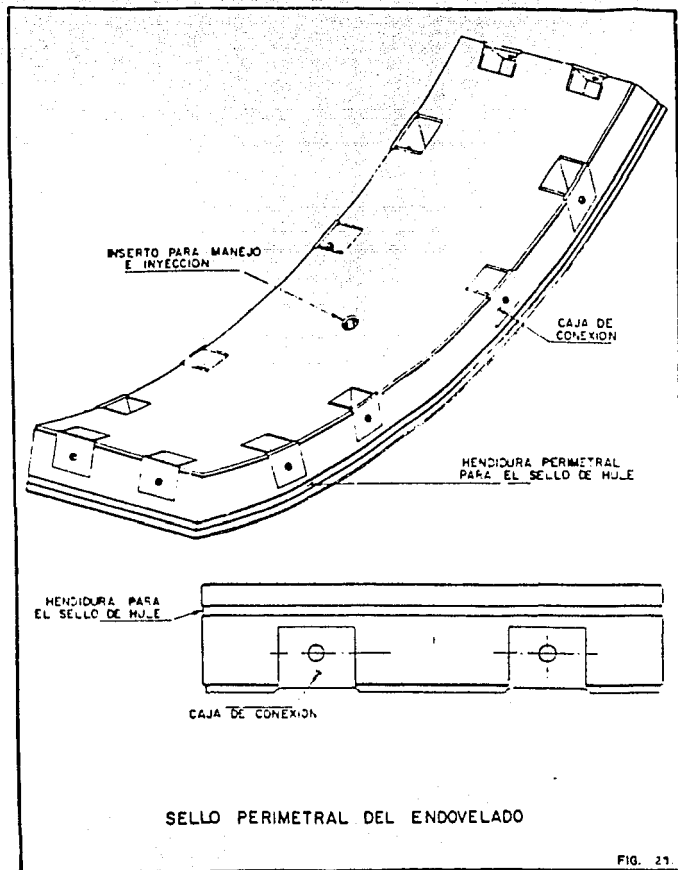 INSERTO PARA MANEJO
E INYECCION
CAJA DE
CONEXION
HENDIDURA PERIMETRAL
PARA EL SELLO DE HULE
HENDIDURA PARA
EL SELLO DE HULE
CAJA DE CONEXION
SELLO PERIMETRAL DEL ENDOVELADO
FIG. 21.